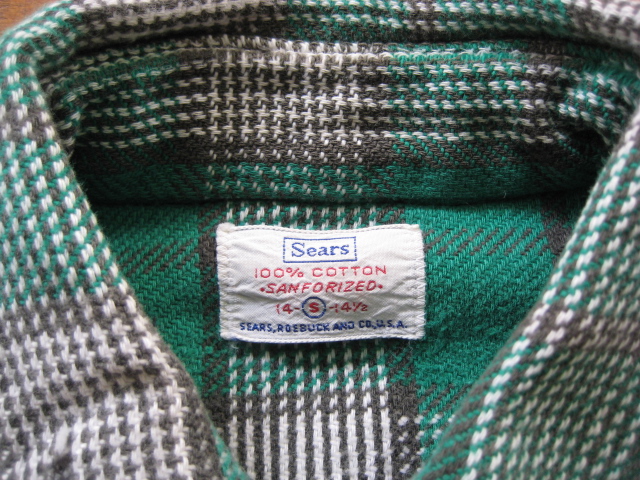 Sears
100% COTTON
•SANFORIZED•
14-S-14½
SEARS, ROEBUCK AND CO., U.S.A.